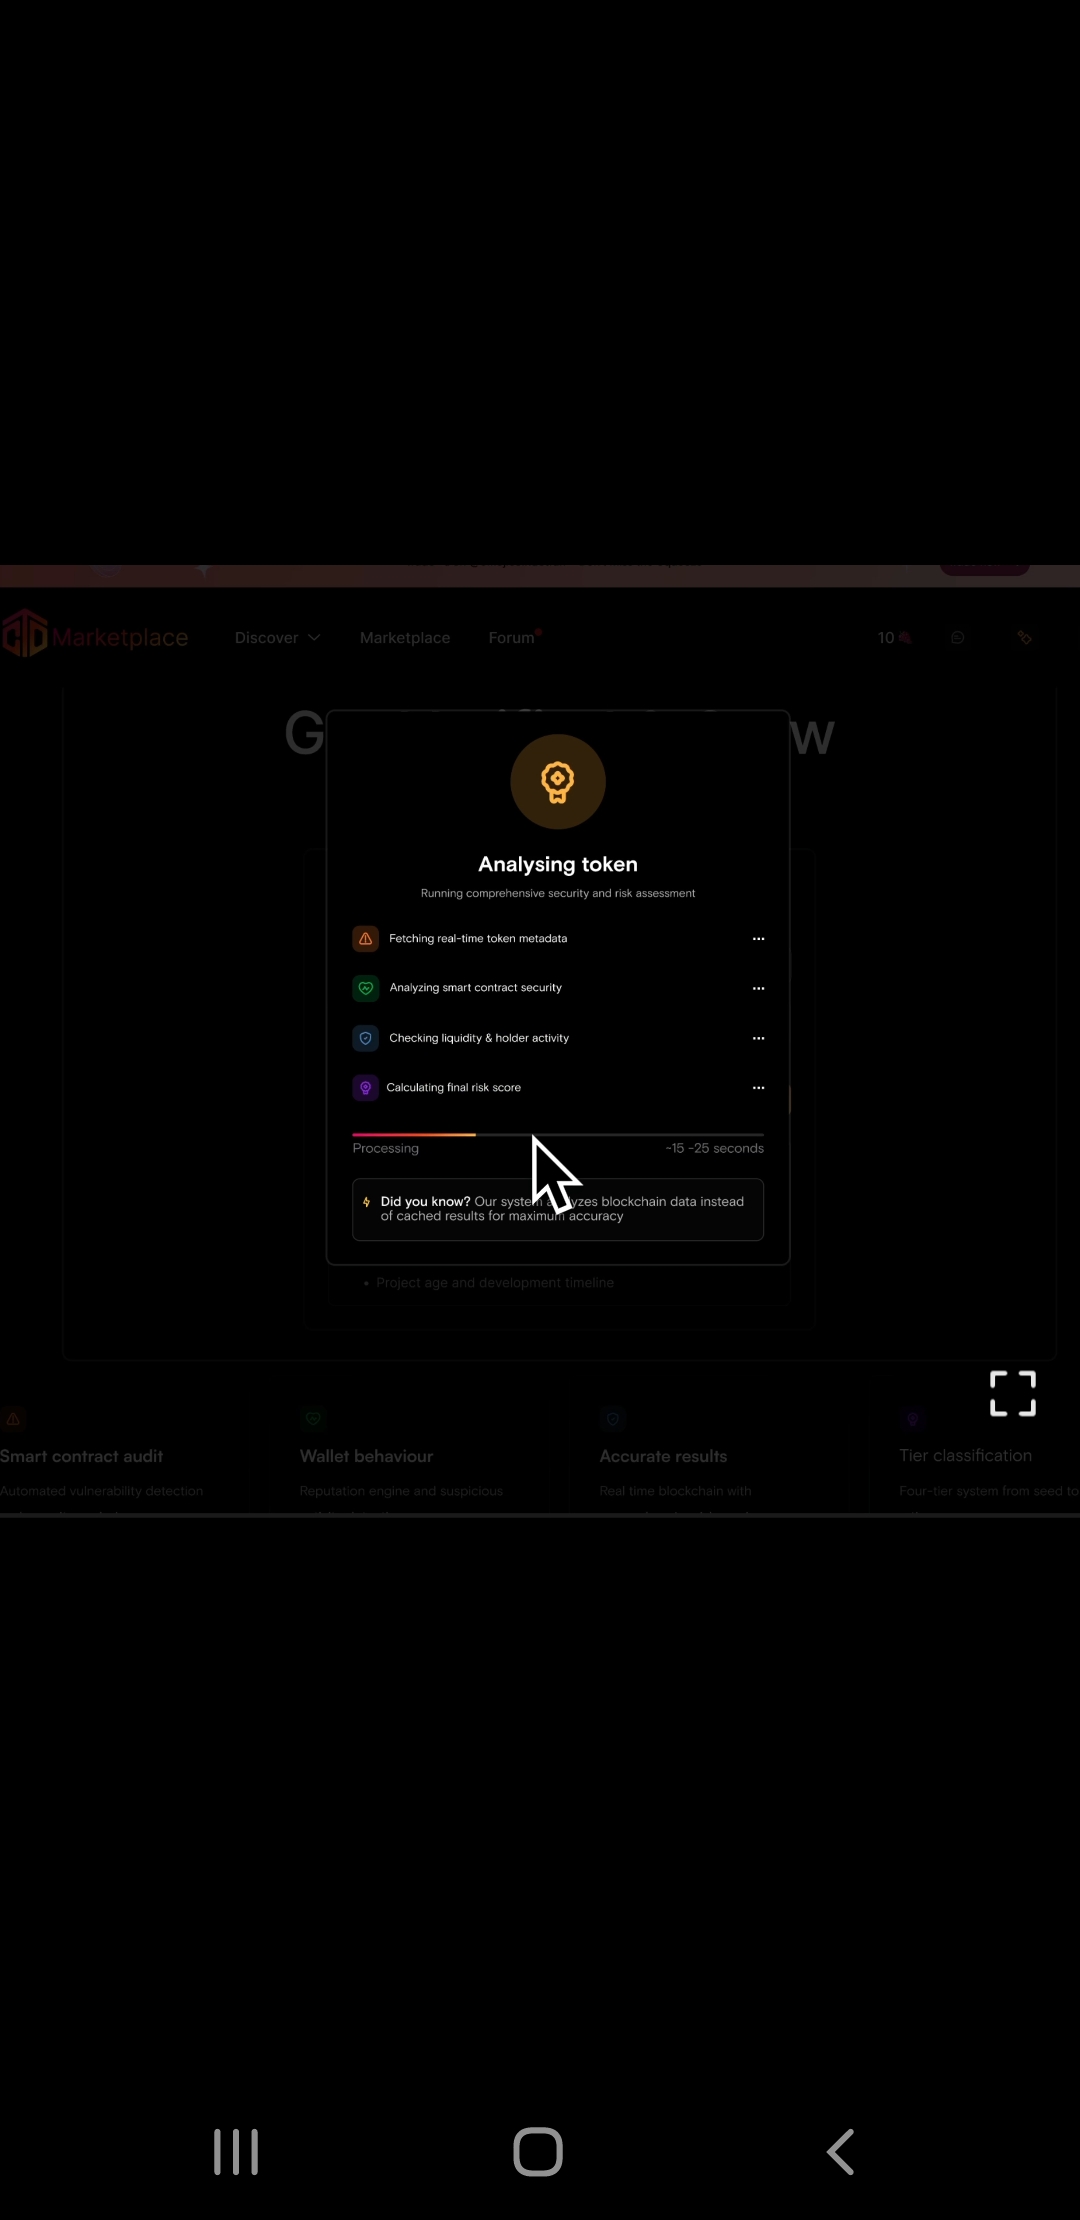 Marketplace
Discover
Marketplace
Forum
10
G
w
Analysing token
Running comprehensive security and risk assessment
Fetching real-time token metadata
Analyzing smart contract security
Checking liquidity & holder activity
Calculating final risk score
Processing
~15 -25 seconds
Did you know? Our system analyzes blockchain data instead
of cached results for maximum accuracy
• Project age and development timeline
Smart contract audit
Wallet behaviour
Accurate results
Tier classification
Automated vulnerability detection
Reputation engine and suspicious
Real time blockchain with
Four-tier system from seed to